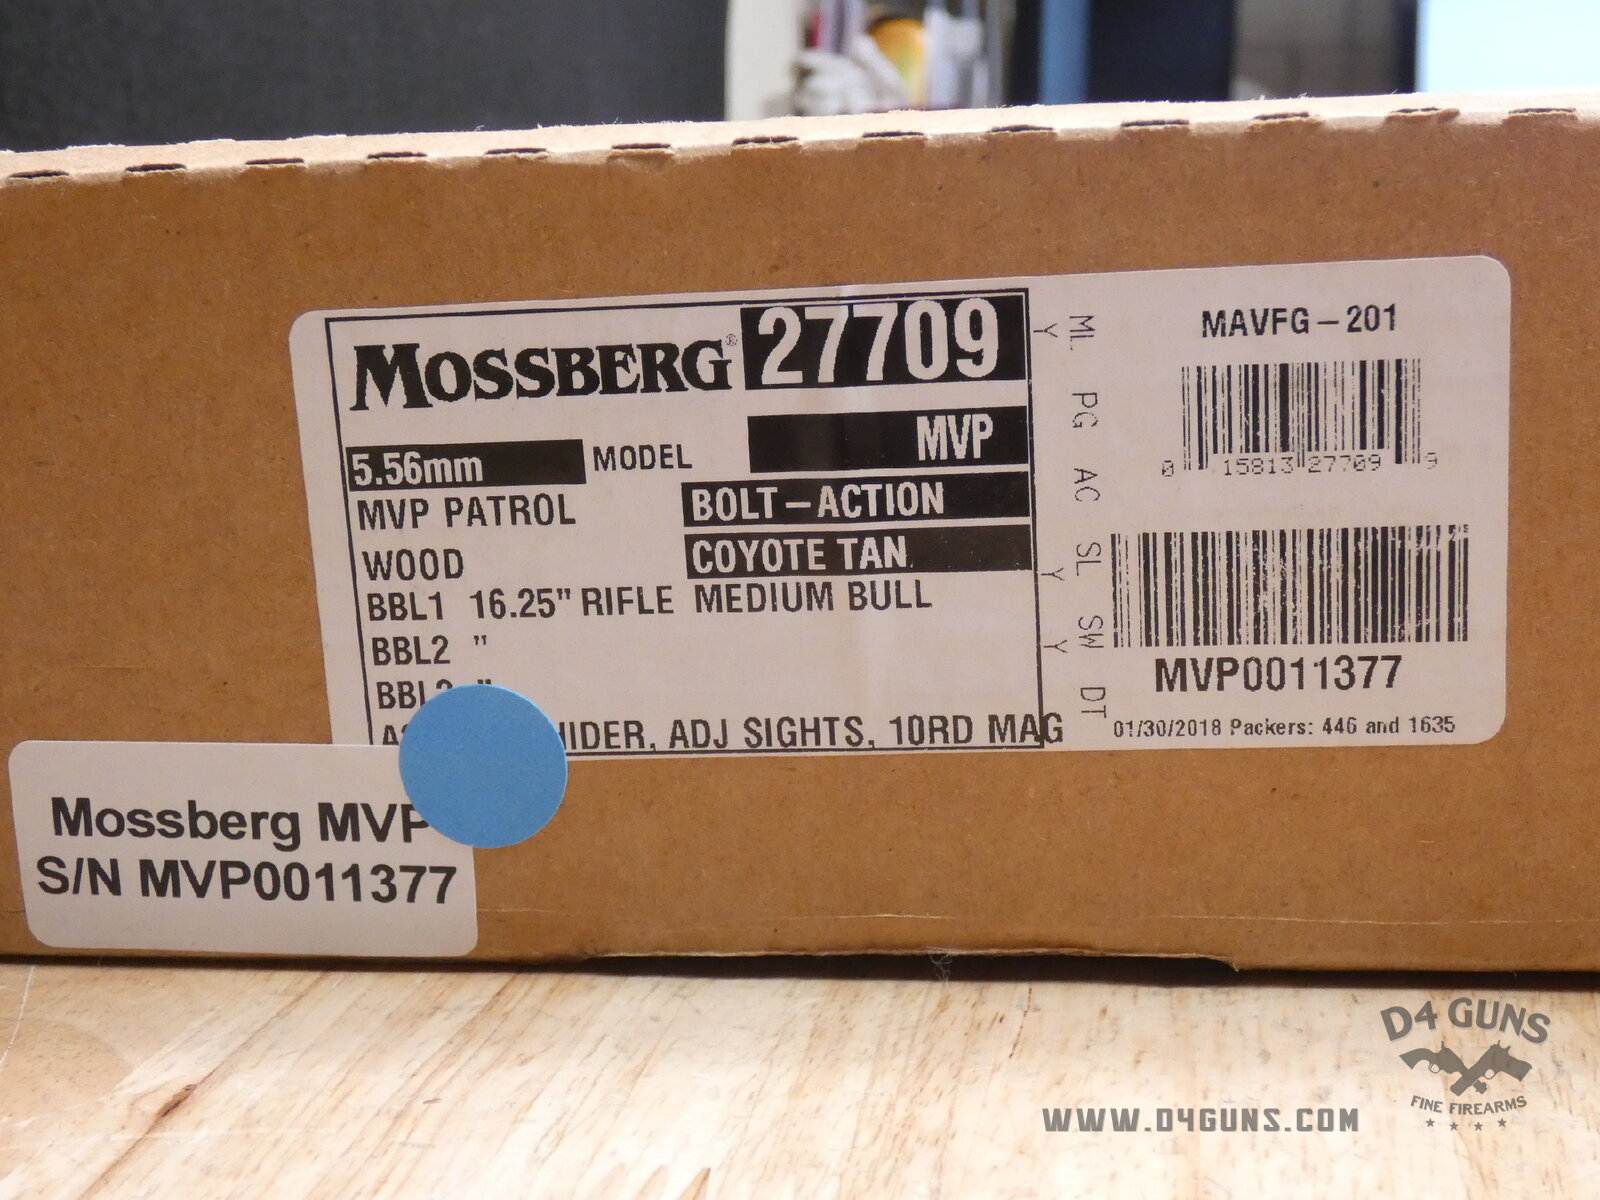 MOSSBERG® 27709
5.56mm MODEL MVP
MVP PATROL BOLT-ACTION
WOOD COYOTE TAN
BBL1 16.25" RIFLE MEDIUM BULL
BBL2 "
"
ADJ SIGHTS, 10RD MAG
ML PG AC SL SW DT
Y Y Y
MAVFG-201
0 15813 27709 9
MVP0011377
01/30/2018 Packers: 446 and 1635
Mossberg MVP
S/N MVP0011377
D4 GUNS
FINE FIREARMS
WWW.D4GUNS.COM